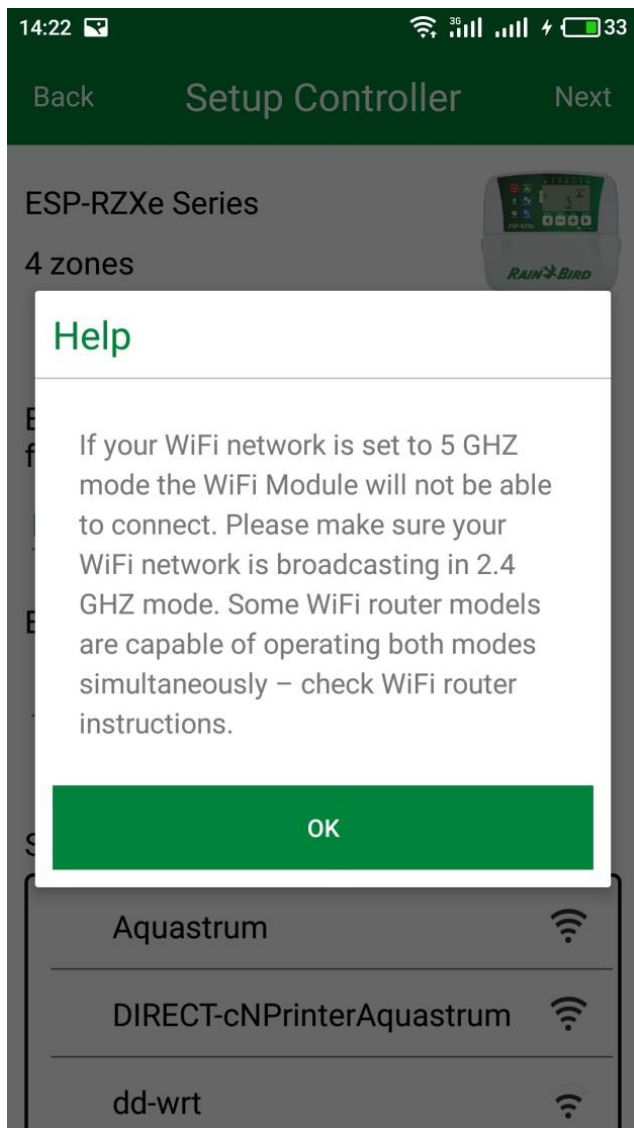 14:22 3G 33
Back Setup Controller Next
ESP-RZXe Series
4 zones
ESP-RZXe
RAIN BIRD
Help
If your WiFi network is set to 5 GHZ
mode the WiFi Module will not be able
to connect. Please make sure your
WiFi network is broadcasting in 2.4
GHZ mode. Some WiFi router models
are capable of operating both modes
simultaneously – check WiFi router
instructions.
OK
Aquastrum
DIRECT-cNPrinterAquastrum
dd-wrt